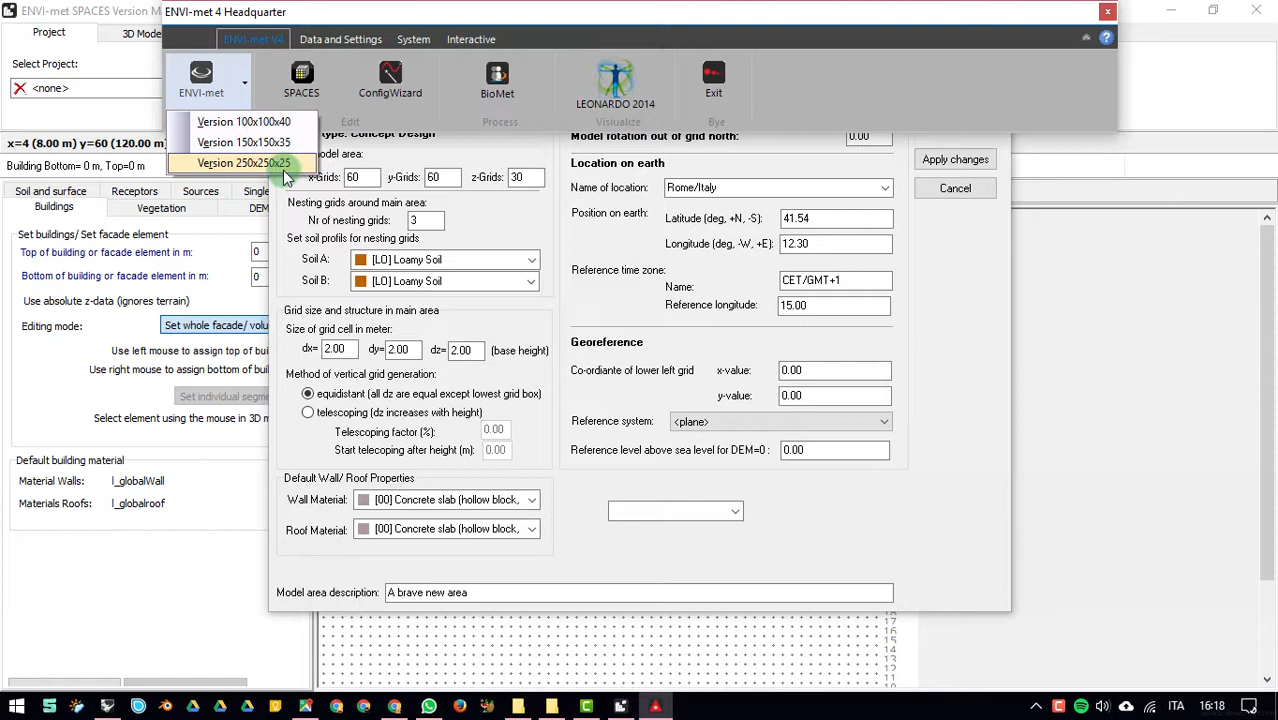 ENVI-met SPACES Version M
ENVI-met 4 Headquarter
Project
3D Mode
ENVI-met V4
Data and Settings
System
Interactive
Select Project:
<none>
ENVI-met
SPACES
ConfigWizard
BioMet
LEONARDO 2014
Exit
Edit
Process
Visiualize
Bye
Version 100x100x40
Version 150x150x35
Version 250x250x25
x=4 (8.00 m) y=60 (120.00 m)
Building Bottom= 0 m, Top=0 m
Soil and surface
Receptors
Sources
Single
Buildings
Vegetation
DEM
Set buildings/ Set facade element
Top of building or facade element in m:
0
Bottom of building or facade element in m:
0
Use absolute z-data (ignores terrain)
Editing mode:
Set whole facade/ volu
Use left mouse to assign top of buil
Use right mouse to assign bottom of buil
Set individual segme
Select element using the mouse in 3D m
Default building material
Material Walls:
l_globalWall
Materials Roofs:
l_globalroof
type: Concept Design
model area:
x-Grids:
60
y-Grids:
60
z-Grids:
30
Nesting grids around main area:
Nr of nesting grids:
3
Set soil profils for nesting grids
Soil A:
[LO] Loamy Soil
Soil B:
[LO] Loamy Soil
Grid size and structure in main area
Size of grid cell in meter:
dx=
2.00
dy=
2.00
dz=
2.00
(base height)
Method of vertical grid generation:
equidistant (all dz are equal except lowest grid box)
telescoping (dz increases with height)
Telescoping factor (%):
0.00
Start telecoping after height (m):
0.00
Default Wall/ Roof Properties
Wall Material:
[00] Concrete slab (hollow block,
Roof Material:
[00] Concrete slab (hollow block,
Model area description:
A brave new area
Model rotation out of grid north:
0.00
Location on earth
Name of location:
Rome/Italy
Position on earth:
Latitude (deg, +N, -S):
41.54
Longitude (deg, -W, +E):
12.30
Reference time zone:
Name:
CET/GMT+1
Reference longitude:
15.00
Georeference
Co-ordiante of lower left grid
x-value:
0.00
y-value:
0.00
Reference system:
<plane>
Reference level above sea level for DEM=0 :
0.00
Apply changes
Cancel
17
16
15
14
13
12
ITA
16:18